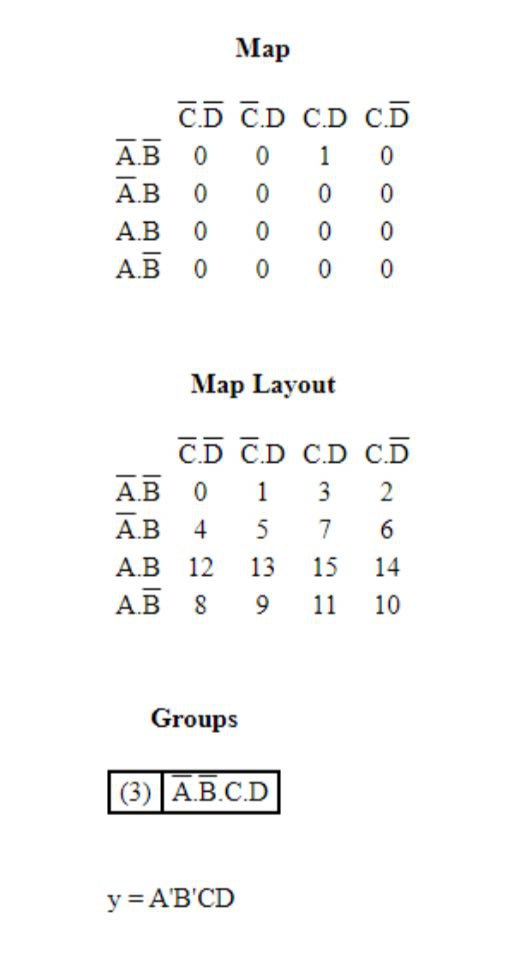 Map
C̅.D̅ C̅.D C.D C.D̅
A̅.B̅ 0 0 1 0
A̅.B 0 0 0 0
A.B 0 0 0 0
A.B̅ 0 0 0 0
Map Layout
C̅.D̅ C̅.D C.D C.D̅
A̅.B̅ 0 1 3 2
A̅.B 4 5 7 6
A.B 12 13 15 14
A.B̅ 8 9 11 10
Groups
(3) A̅.B̅.C.D
y = A'B'CD